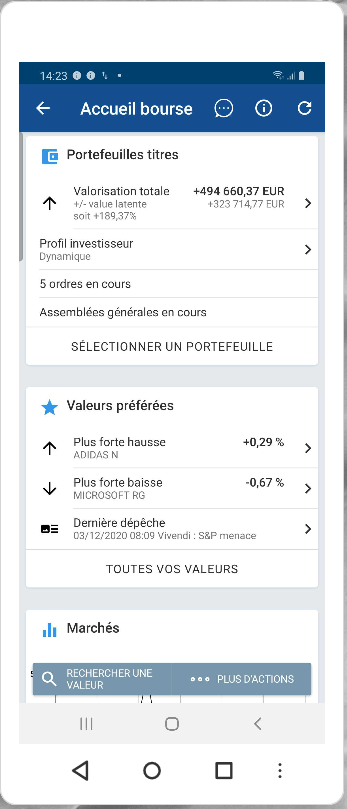 14:23
Accueil bourse
Portefeuilles titres
Valorisation totale +494 660,37 EUR
+/- value latente +323 714,77 EUR
soit +189,37%
Profil investisseur
Dynamique
5 ordres en cours
Assemblées générales en cours
SÉLECTIONNER UN PORTEFEUILLE
Valeurs préférées
Plus forte hausse +0,29 %
ADIDAS N
Plus forte baisse -0,67 %
MICROSOFT RG
Dernière dépêche
03/12/2020 08:09 Vivendi : S&P menace
TOUTES VOS VALEURS
Marchés
RECHERCHER UNE
VALEUR
PLUS D'ACTIONS